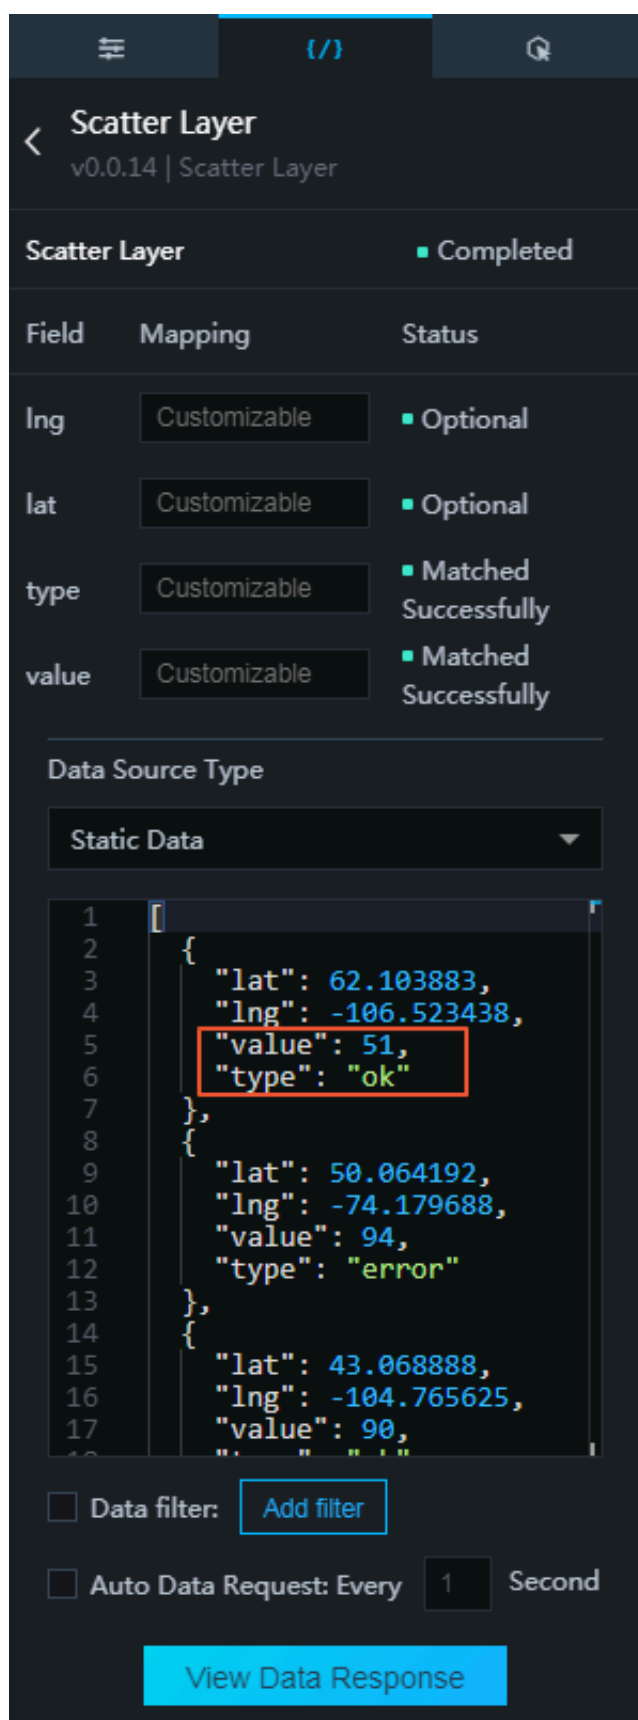 {/}
Scatter Layer
v0.0.14 | Scatter Layer
Scatter Layer Completed
Field Mapping Status
lng Customizable Optional
lat Customizable Optional
type Customizable Matched Successfully
value Customizable Matched Successfully
Data Source Type
Static Data
1 [
2 {
3 "lat": 62.103883,
4 "lng": -106.523438,
5 "value": 51,
6 "type": "ok"
7 },
8 {
9 "lat": 50.064192,
10 "lng": -74.179688,
11 "value": 94,
12 "type": "error"
13 },
14 {
15 "lat": 43.068888,
16 "lng": -104.765625,
17 "value": 90,
Data filter: Add filter
Auto Data Request: Every 1 Second
View Data Response